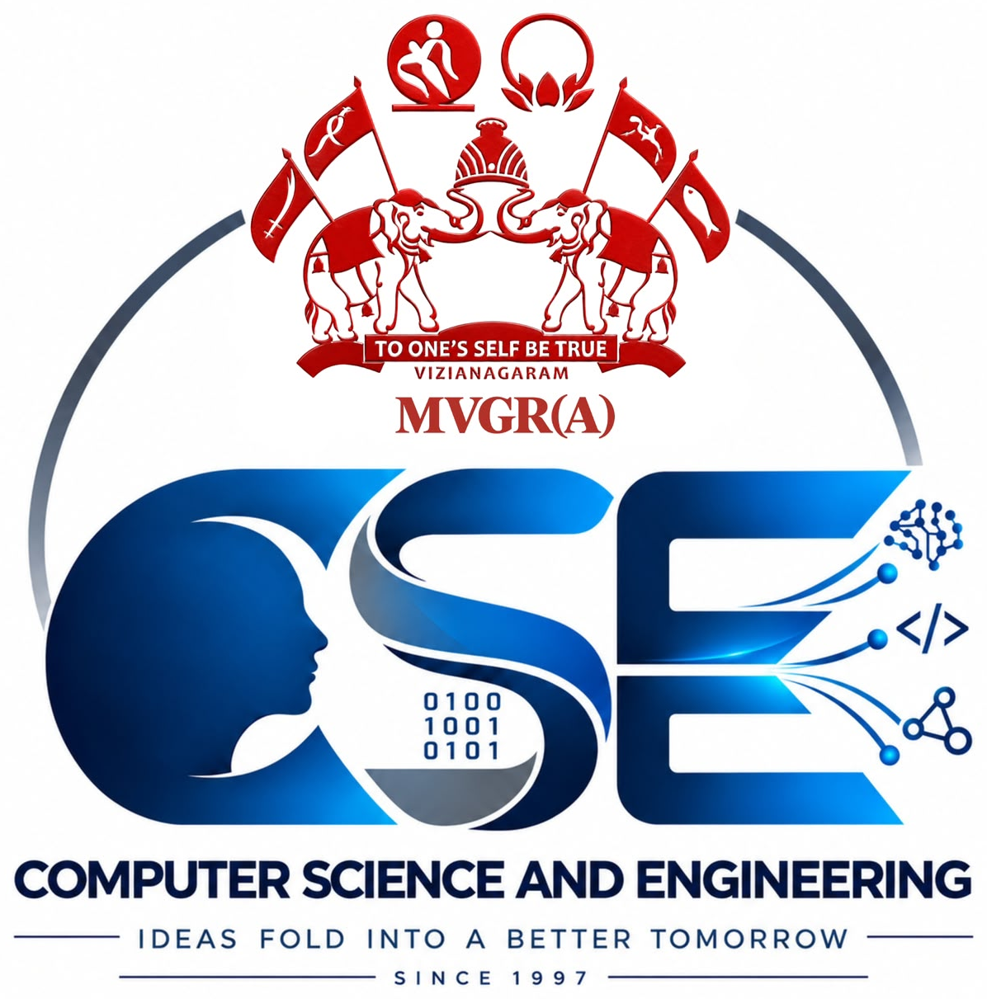 TO ONE'S SELF BE TRUE
VIZIANAGARAM
MVGR(A)
CSE
0100
1001
0101
</>
COMPUTER SCIENCE AND ENGINEERING
IDEAS FOLD INTO A BETTER TOMORROW
SINCE 1997